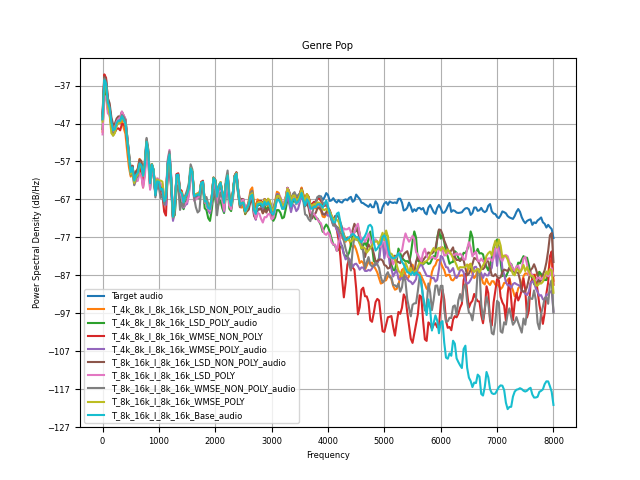 Genre Pop
Power Spectral Density (dB/Hz)
−37
−47
−57
−67
−77
−87
−97
−107
−117
−127
Target audio
T_4k_8k_I_8k_16k_LSD_NON_POLY_audio
T_4k_8k_I_8k_16k_LSD_POLY_audio
T_4k_8k_I_8k_16k_WMSE_NON_POLY
T_4k_8k_I_8k_16k_WMSE_POLY_audio
T_8k_16k_I_8k_16k_LSD_NON_POLY_audio
T_8k_16k_I_8k_16k_LSD_POLY
T_8k_16k_I_8k_16k_WMSE_NON_POLY_audio
T_8k_16k_I_8k_16k_WMSE_POLY
T_8k_16k_I_8k_16k_Base_audio
0 1000 2000 3000 4000 5000 6000 7000 8000
Frequency